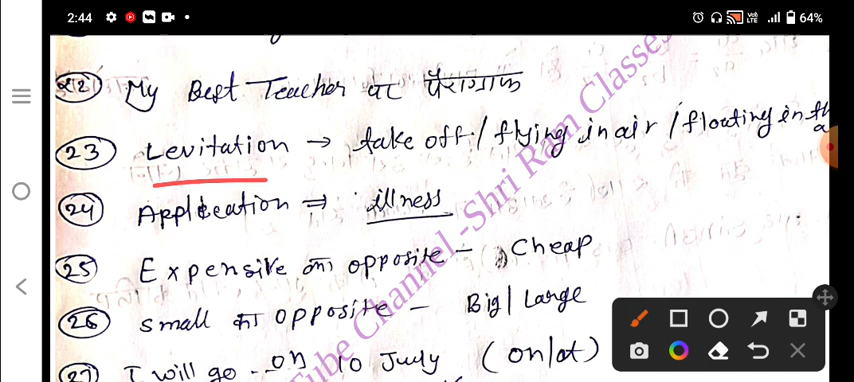 2:44 64%
22) My Best Teacher पर पैराग्राफ
23 Levitation → take off / flying in air / floating in the a
24 Application ⇒ illness
25 Expensive का opposite - Cheap
26 small का opposite - Big / Large
27) I will go -on 10 July (on/at)
Tube Channel.-Shri Ram Classes